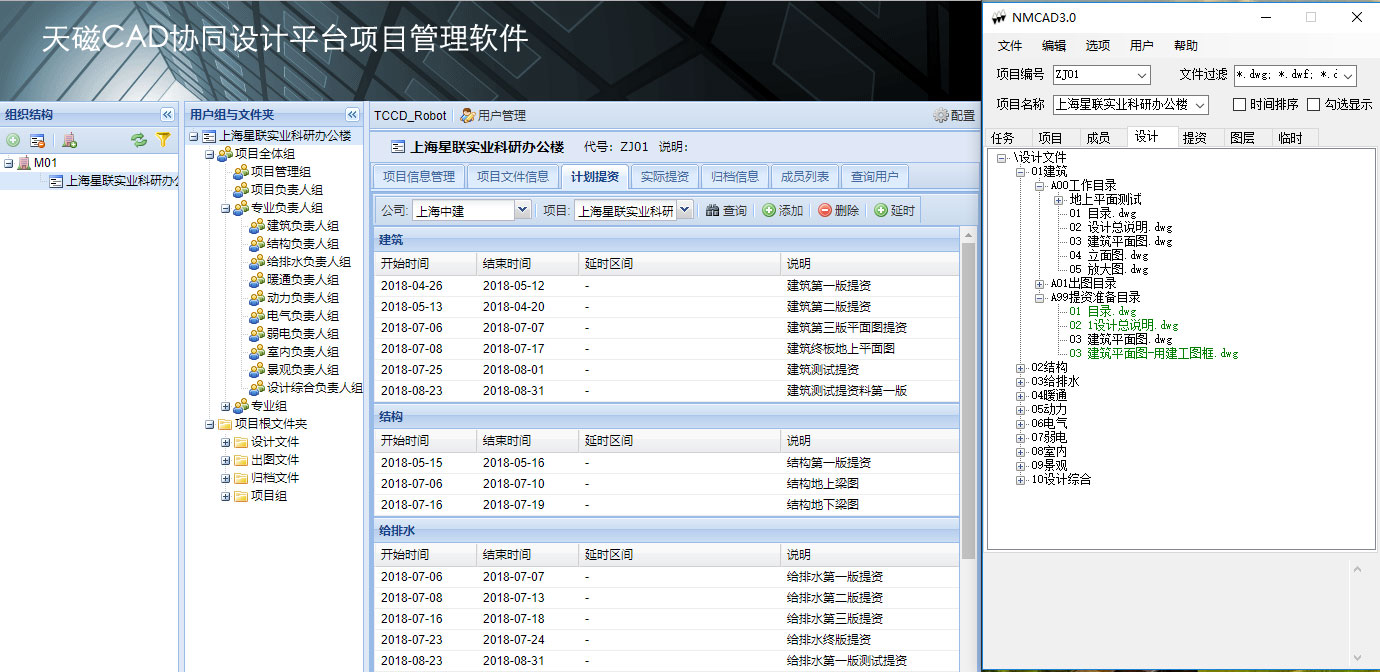 天磁CAD协同设计平台项目管理软件
组织结构
M01
上海星联实业科研办公
用户组与文件夹
上海星联实业科研办公楼
项目全体组
项目管理组
项目负责人组
专业负责人组
建筑负责人组
结构负责人组
给排水负责人组
暖通负责人组
动力负责人组
电气负责人组
弱电负责人组
室内负责人组
景观负责人组
设计综合负责人组
专业组
项目根文件夹
设计文件
出图文件
归档文件
项目组
TCCD_Robot 用户管理 配置
上海星联实业科研办公楼 代号: ZJ01 说明:
项目信息管理 项目文件信息 计划提资 实际提资 归档信息 成员列表 查询用户
公司: 上海中建 项目: 上海星联实业科研 查询 添加 删除 延时
建筑
开始时间 结束时间 延时区间 说明
2018-04-26 2018-05-12 - 建筑第一版提资
2018-05-13 2018-04-20 - 建筑第二版提资
2018-07-06 2018-07-07 - 建筑第三版平面图提资
2018-07-08 2018-07-17 - 建筑终板地上平面图
2018-07-25 2018-08-01 - 建筑测试提资
2018-08-23 2018-08-31 - 建筑测试提资料第一版
结构
开始时间 结束时间 延时区间 说明
2018-05-15 2018-05-16 - 结构第一版提资
2018-07-06 2018-07-10 - 结构地上梁图
2018-07-16 2018-07-19 - 结构地下梁图
给排水
开始时间 结束时间 延时区间 说明
2018-07-06 2018-07-07 - 给排水第一版提资
2018-07-08 2018-07-13 - 给排水第二版提资
2018-07-16 2018-07-18 - 给排水第三版提资
2018-07-23 2018-07-24 - 给排水终版提资
2018-08-23 2018-08-31 - 给排水第一版测试提资
NMCAD3.0
文件 编辑 选项 用户 帮助
项目编号 ZJ01 文件过滤 *.dwg; *.dwf; *.c
项目名称 上海星联实业科研办公楼 时间排序 勾选显示
任务 项目 成员 设计 提资 图层 临时
\设计文件
01建筑
A00工作目录
地上平面测试
01 目录.dwg
02 设计总说明.dwg
03 建筑平面图.dwg
04 立面图.dwg
05 放大图.dwg
A01出图目录
A99提资准备目录
01 目录.dwg
02 1设计总说明.dwg
03 建筑平面图.dwg
03 建筑平面图-用建工图框.dwg
02结构
03给排水
04暖通
05动力
06电气
07弱电
08室内
09景观
10设计综合